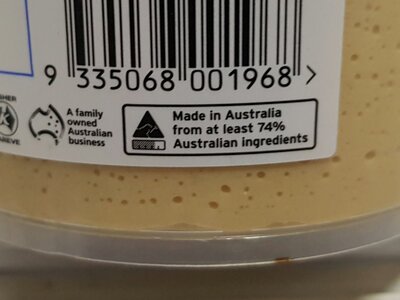 9 335068 001968 >
A family
owned
Australian
business
Made in Australia
from at least 74%
Australian ingredients